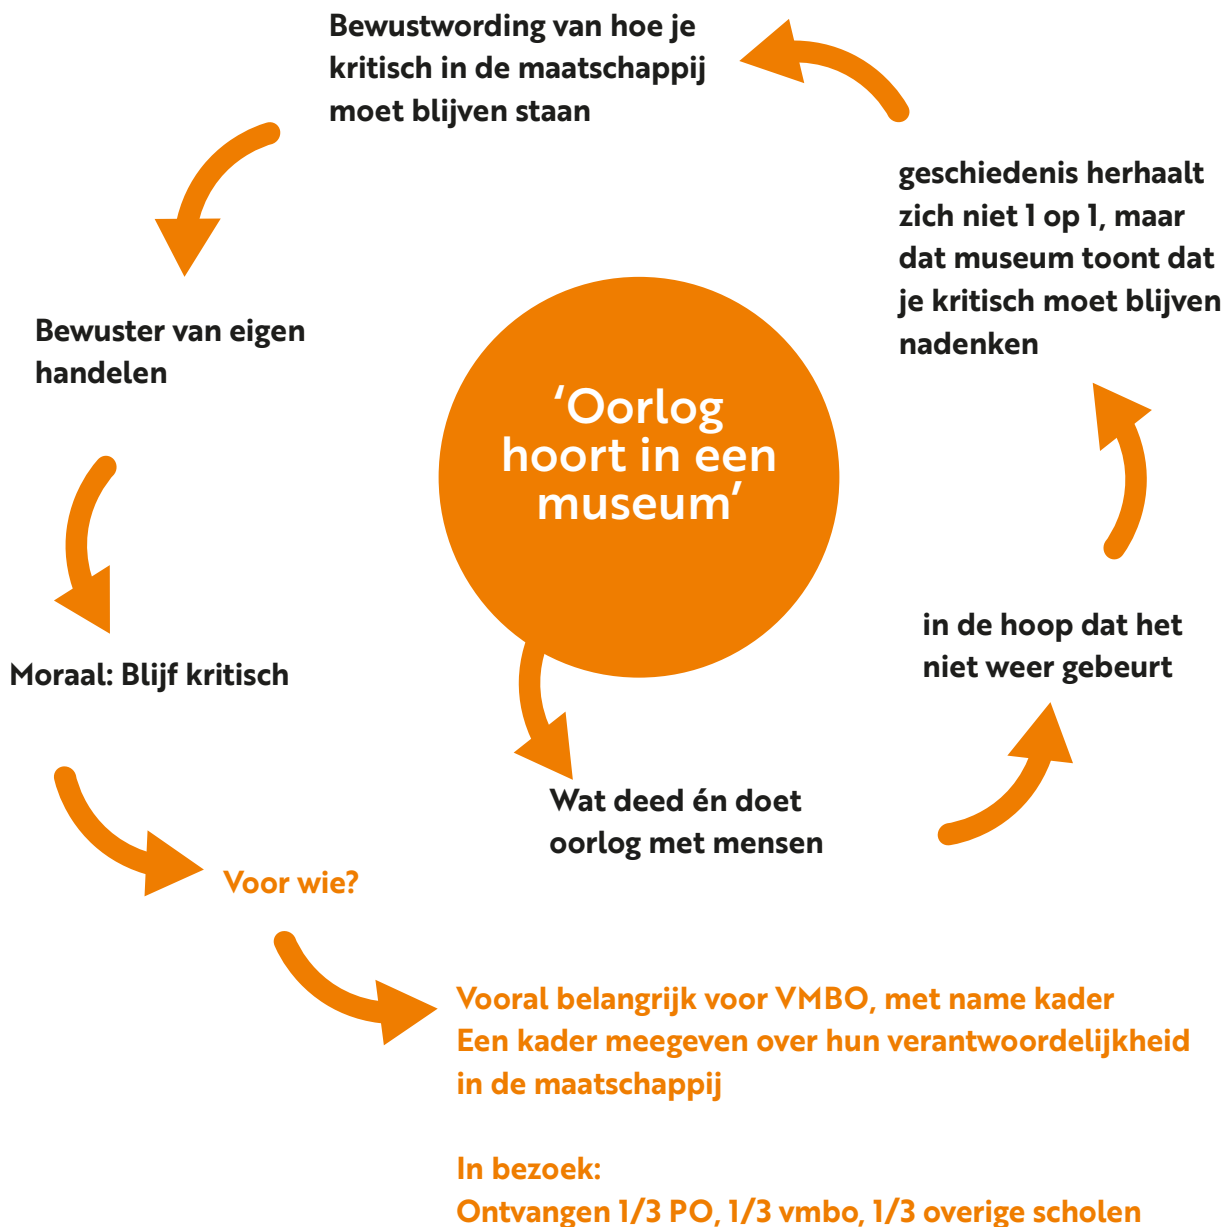 ‘Oorlog
hoort in een
museum’
Wat deed én doet
oorlog met mensen
in de hoop dat het
niet weer gebeurt
geschiedenis herhaalt
zich niet 1 op 1, maar
dat museum toont dat
je kritisch moet blijven
nadenken
Bewustwording van hoe je
kritisch in de maatschappij
moet blijven staan
Bewuster van eigen
handelen
Moraal: Blijf kritisch
Voor wie?
Vooral belangrijk voor VMBO, met name kader
Een kader meegeven over hun verantwoordelijkheid
in de maatschappij
In bezoek:
Ontvangen 1/3 PO, 1/3 vmbo, 1/3 overige scholen